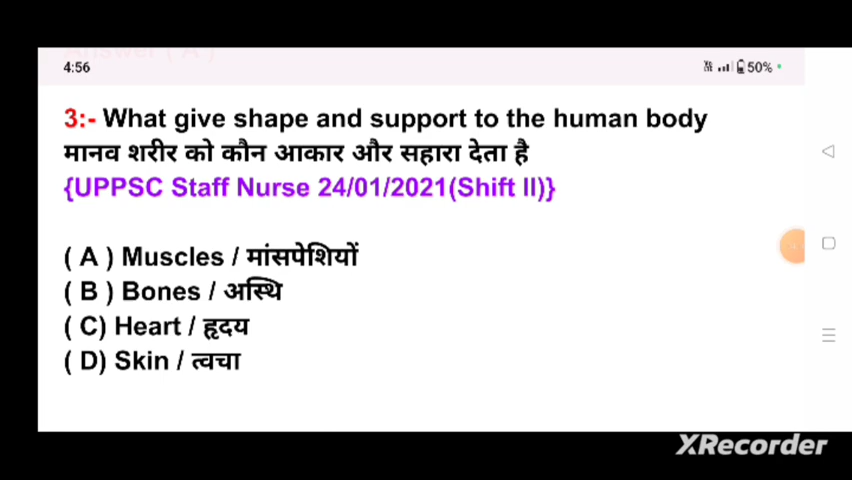 Answer ( A )
4:56
50%
3:- What give shape and support to the human body
मानव शरीर को कौन आकार और सहारा देता है
{UPPSC Staff Nurse 24/01/2021(Shift II)}
( A ) Muscles / मांसपेशियों
( B ) Bones / अस्थि
( C) Heart / हृदय
( D) Skin / त्वचा
XRecorder